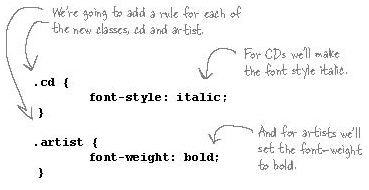 We're going to add a rule for each of
the new classes, cd and artist.
For CDs we'll make
the font style italic.
.cd {
font-style: italic;
}
.artist {
font-weight: bold;
}
And for artists we'll
set the font-weight
to bold.